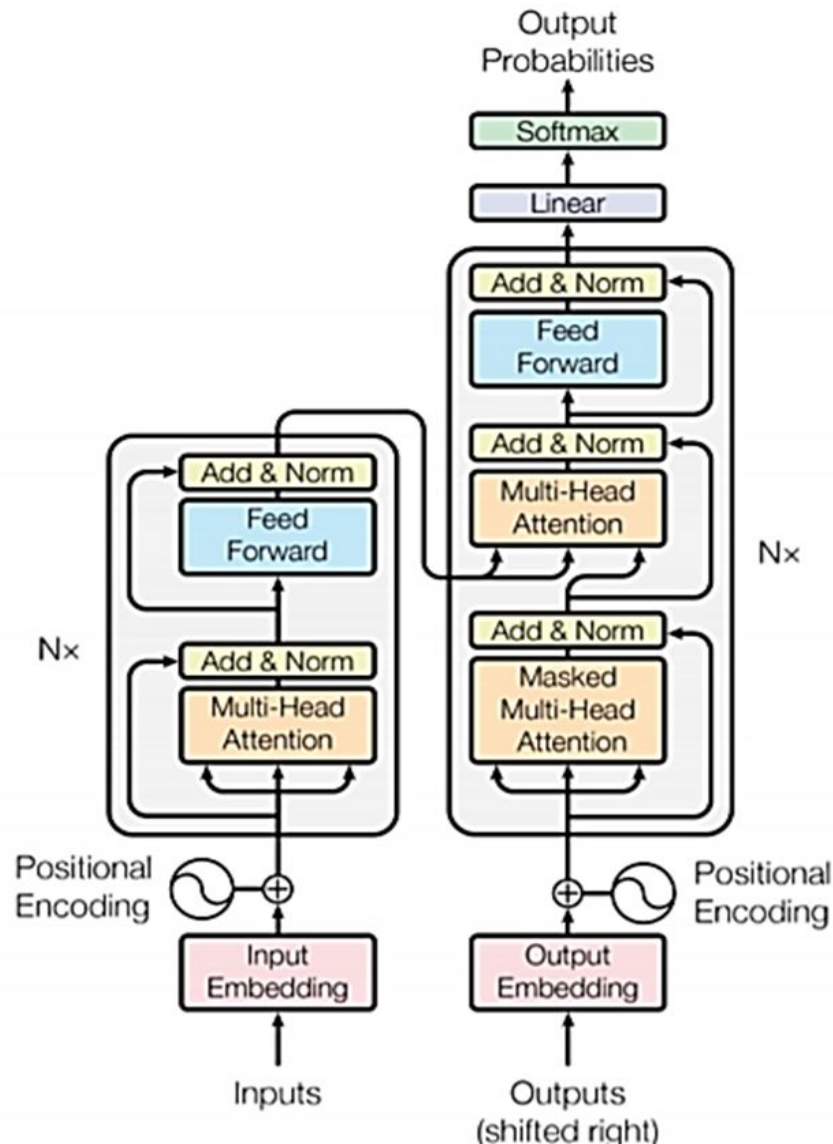 Output
Probabilities
Softmax
Linear
Add & Norm
Feed
Forward
Add & Norm
Multi-Head
Attention
Nx
Add & Norm
Masked
Multi-Head
Attention
Add & Norm
Feed
Forward
Nx
Add & Norm
Multi-Head
Attention
Positional
Encoding
Positional
Encoding
Input
Embedding
Output
Embedding
Inputs
Outputs
(shifted right)